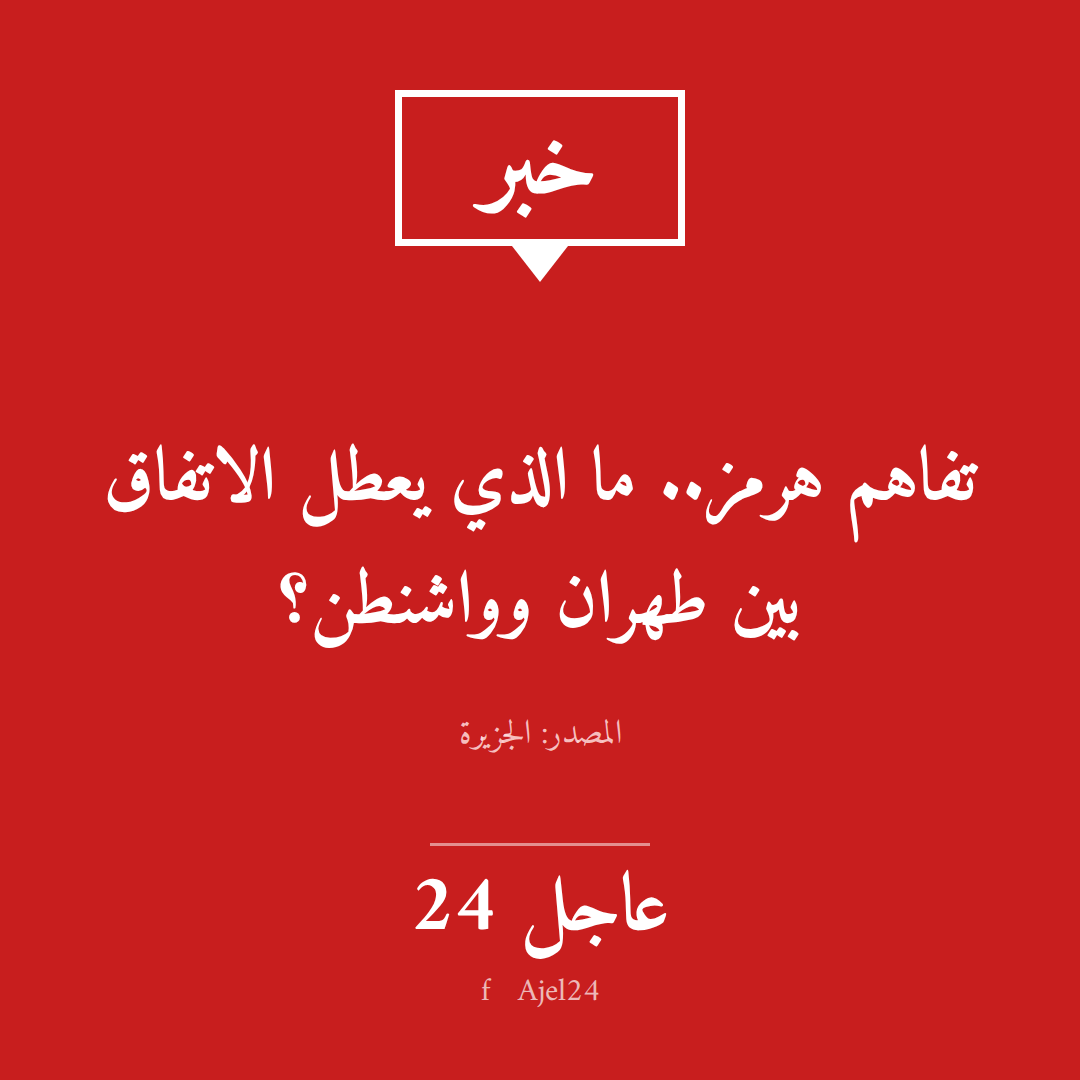 خبر
تفاهم هرمز.. ما الذي يعطل الاتفاق
بين طهران وواشنطن؟
المصدر: الجزيرة
عاجل 24
f Ajel24